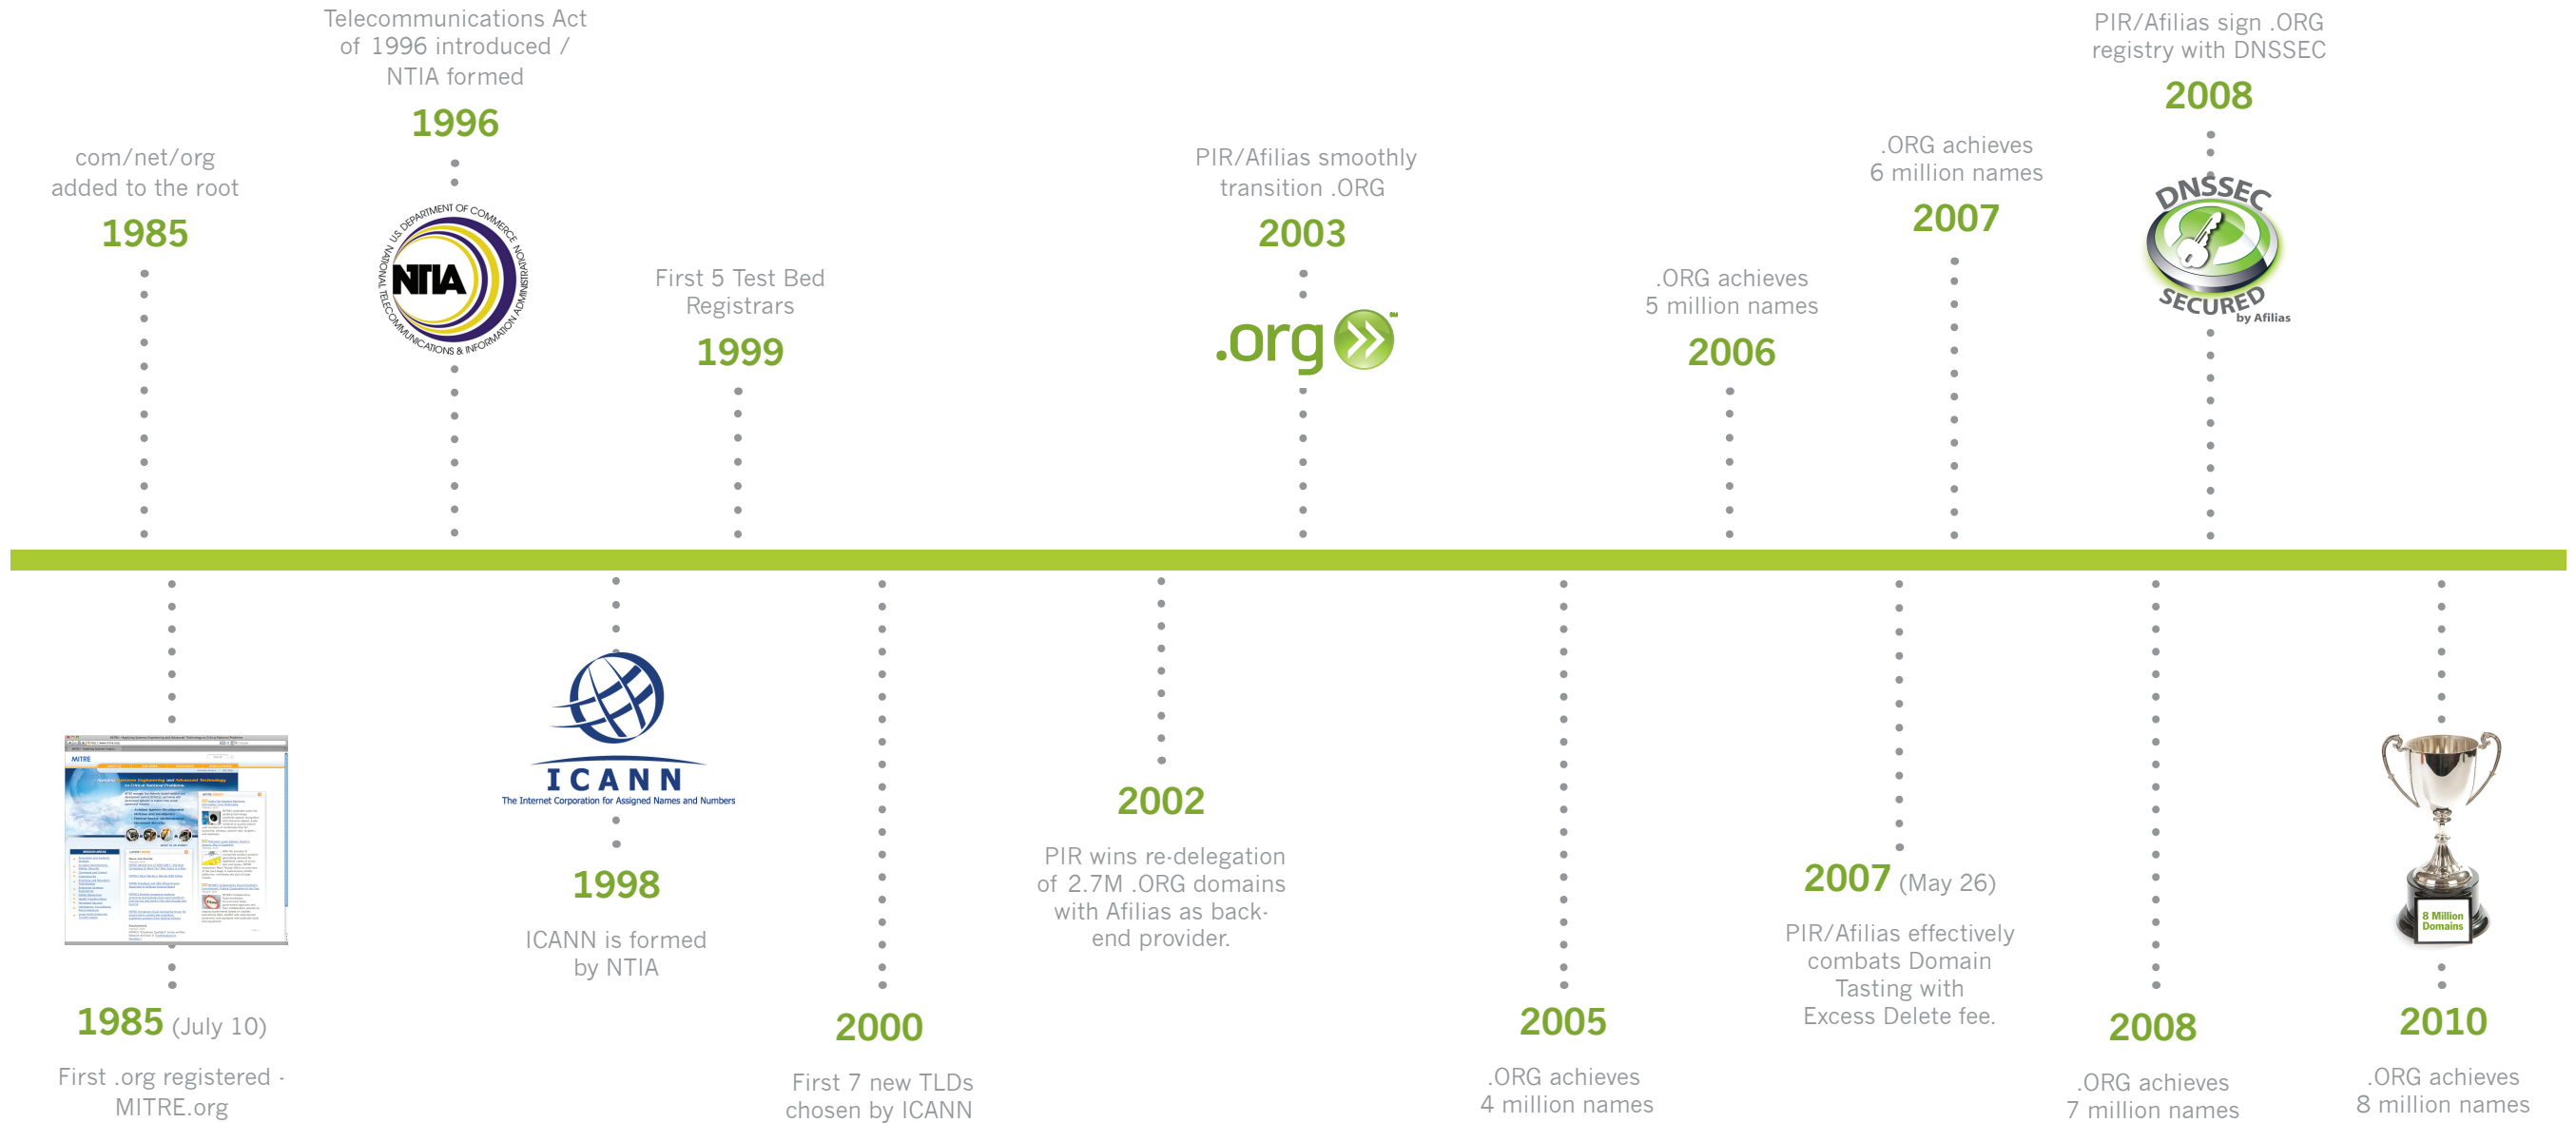 com/net/org
added to the root
1985
Telecommunications Act
of 1996 introduced /
NTIA formed
1996
NATIONAL TELECOMMUNICATIONS & INFORMATION ADMINISTRATION
U.S. DEPARTMENT OF COMMERCE
NTIA
First 5 Test Bed
Registrars
1999
PIR/Afilias smoothly
transition .ORG
2003
.org
.ORG achieves
5 million names
2006
.ORG achieves
6 million names
2007
PIR/Afilias sign .ORG
registry with DNSSEC
2008
DNSSEC
SECURED
by Afilias
MITRE
1985 (July 10)
First .org registered -
MITRE.org
ICANN
The Internet Corporation for Assigned Names and Numbers
1998
ICANN is formed
by NTIA
2000
First 7 new TLDs
chosen by ICANN
2002
PIR wins re-delegation
of 2.7M .ORG domains
with Afilias as back-
end provider.
2005
.ORG achieves
4 million names
2007 (May 26)
PIR/Afilias effectively
combats Domain
Tasting with
Excess Delete fee.
2008
.ORG achieves
7 million names
8 Million
Domains
2010
.ORG achieves
8 million names